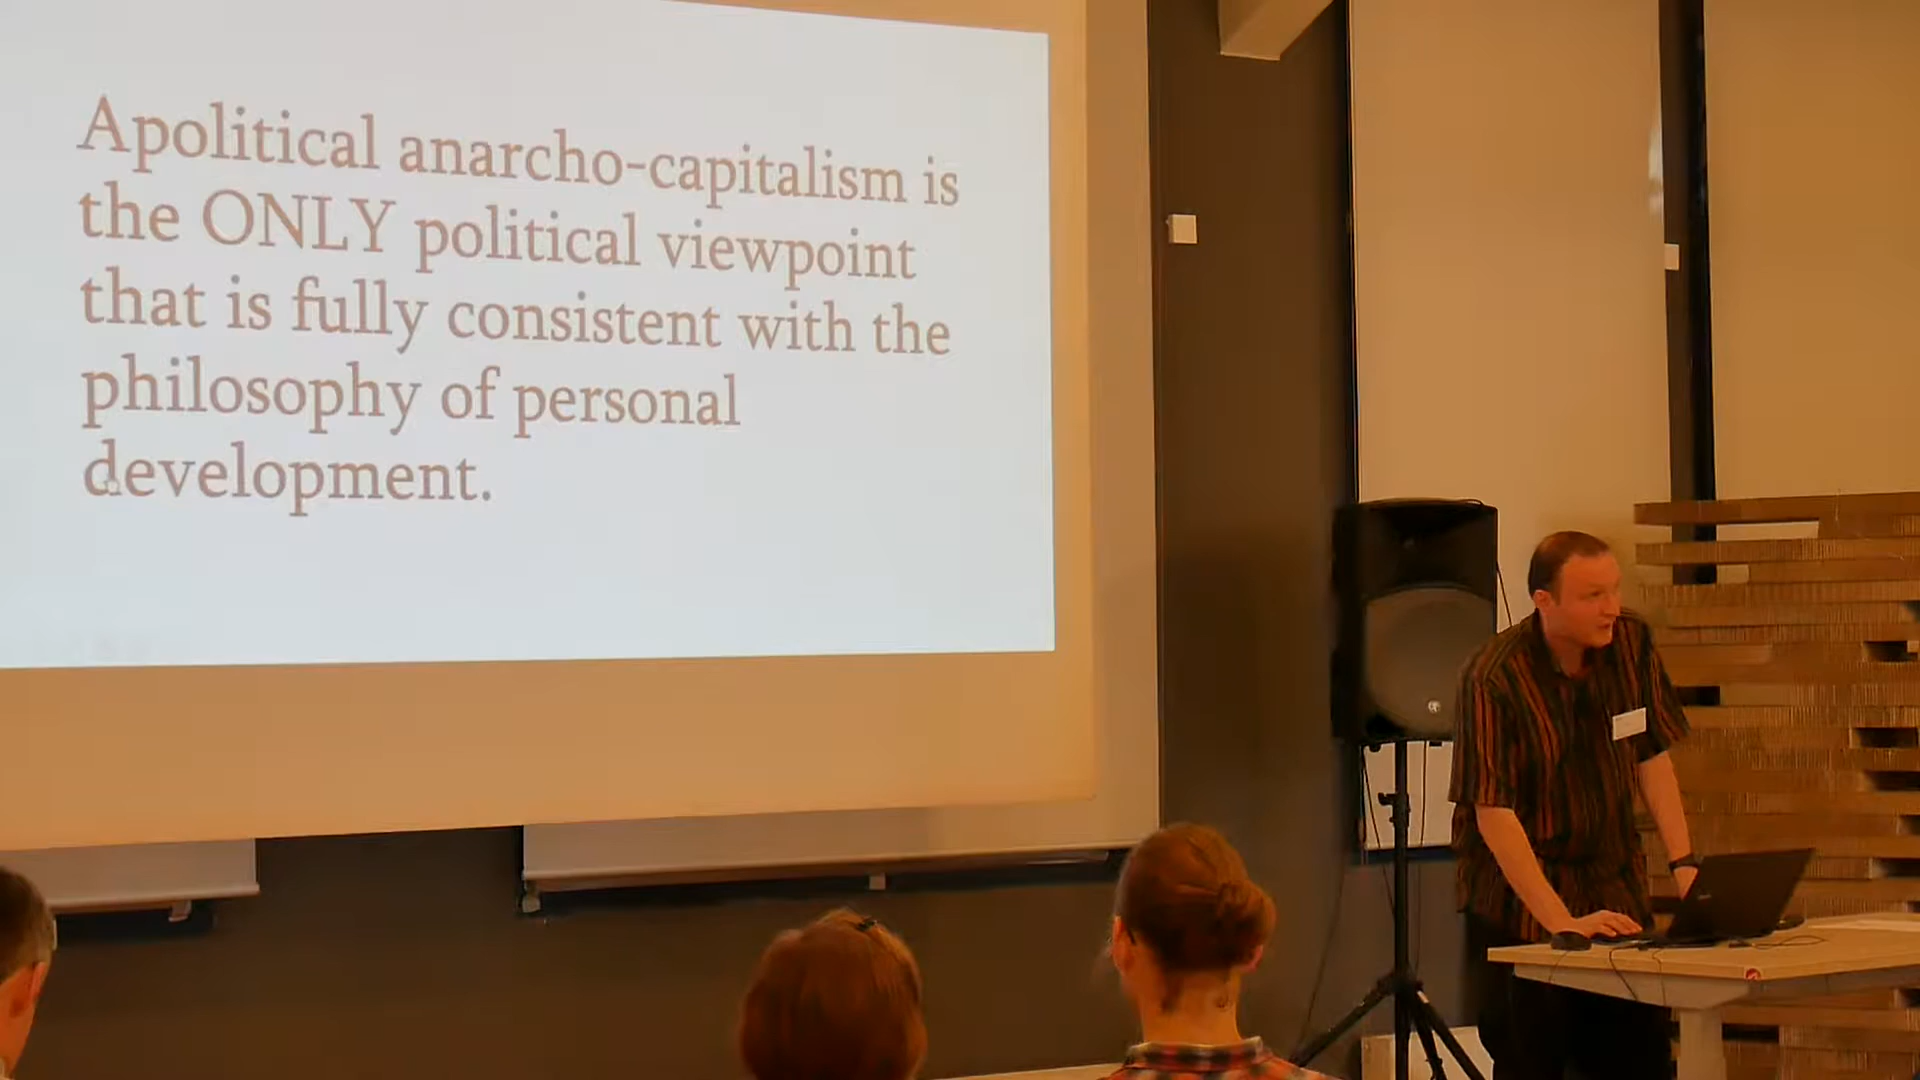 Apolitical anarcho-capitalism is
the ONLY political viewpoint
that is fully consistent with the
philosophy of personal
development.